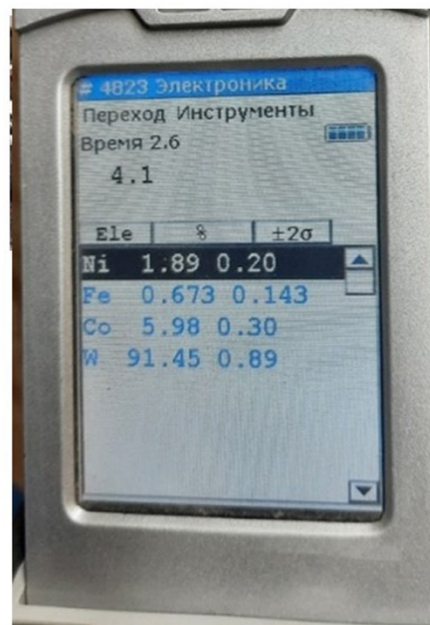 # 4823 Электроника
Переход Инструменты
Время 2.6
4.1
Ele % ±2σ
Ni 1.89 0.20
Fe 0.673 0.143
Co 5.98 0.30
W 91.45 0.89